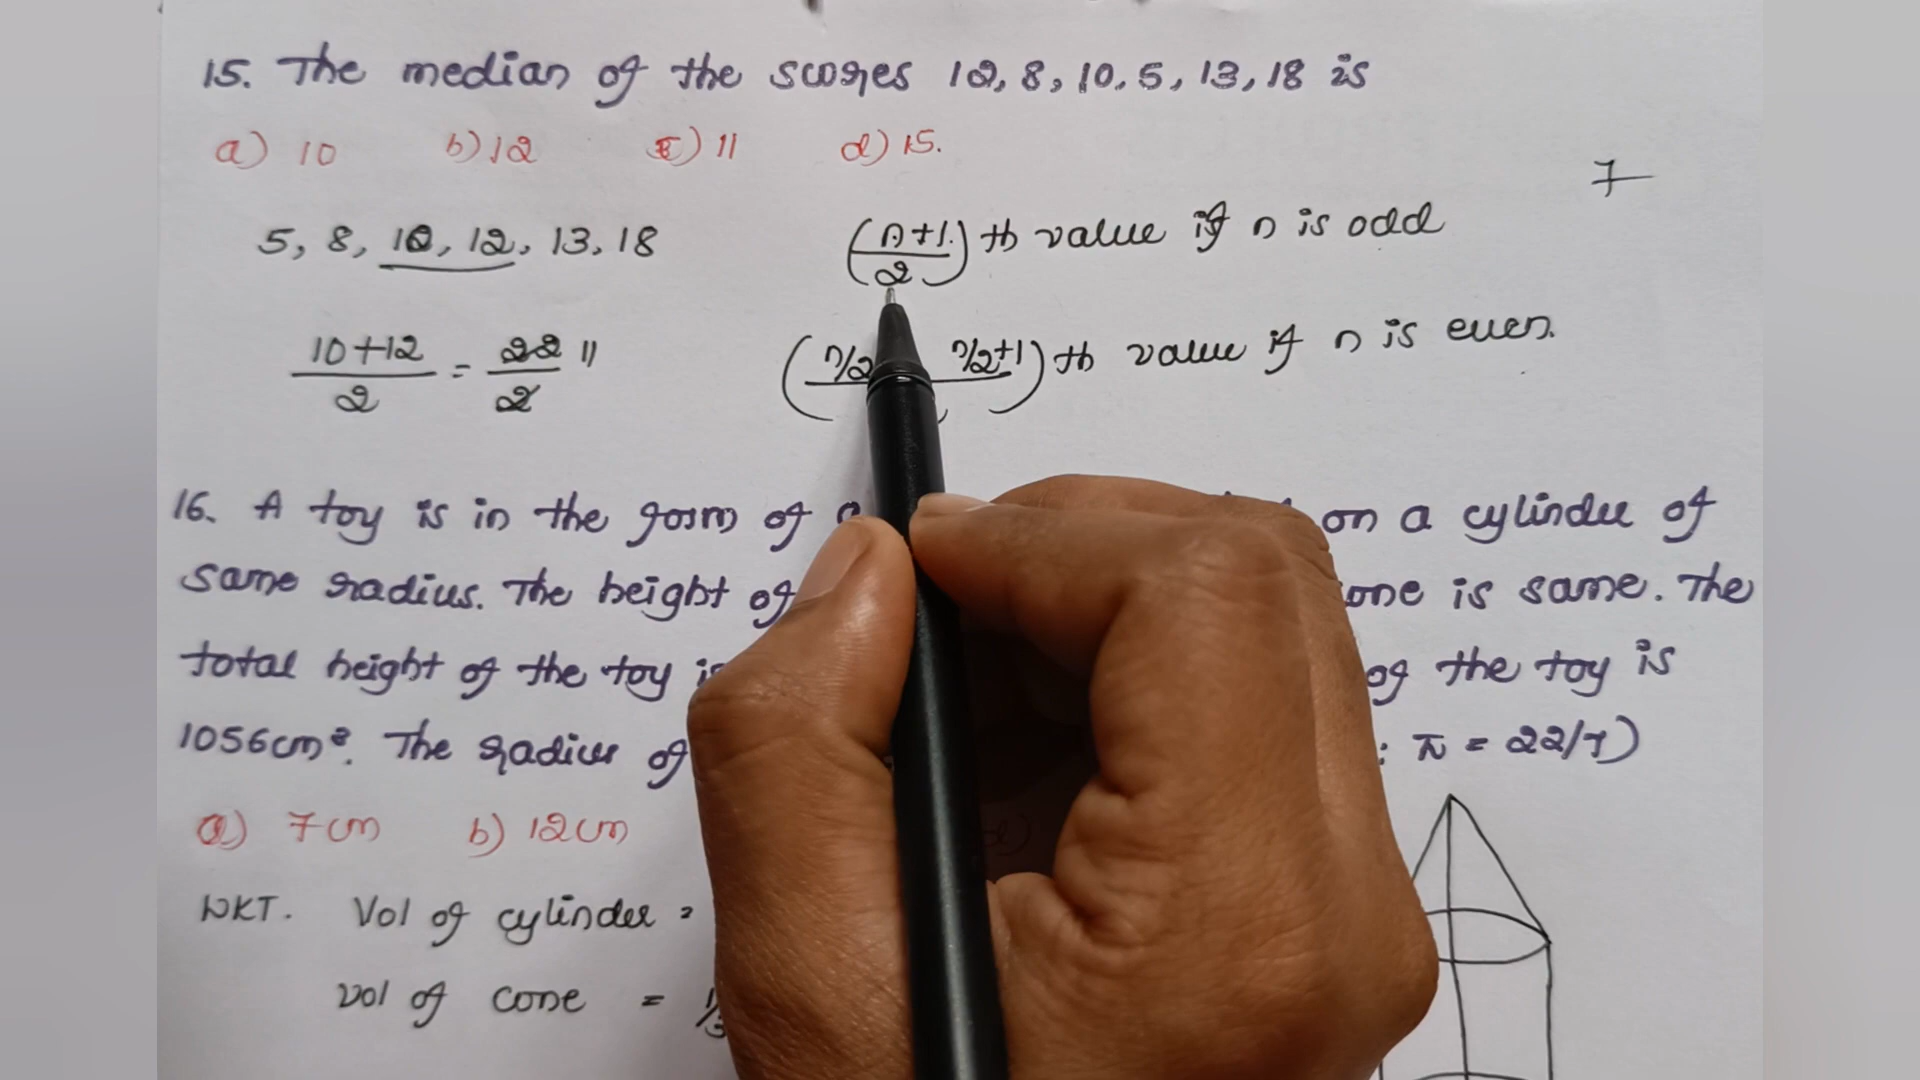 15. The median of the scores 12, 8, 10, 5, 13, 18 is
a) 10 b) 12 c) 11 d) 15.
7
5, 8, 10, 12, 13, 18
(n+1/2)th value if n is odd
10+12/2 = 22/2 11
(n/2 n/2+1)th value if n is even.
16. A toy is in the form of a on a cylinder of
same radius. The height of one is same. The
total height of the toy is of the toy is
1056cm³. The radius of : π = 22/7)
a) 7cm b) 12cm d)
WKT. Vol of cylinder =
Vol of cone = 1/3